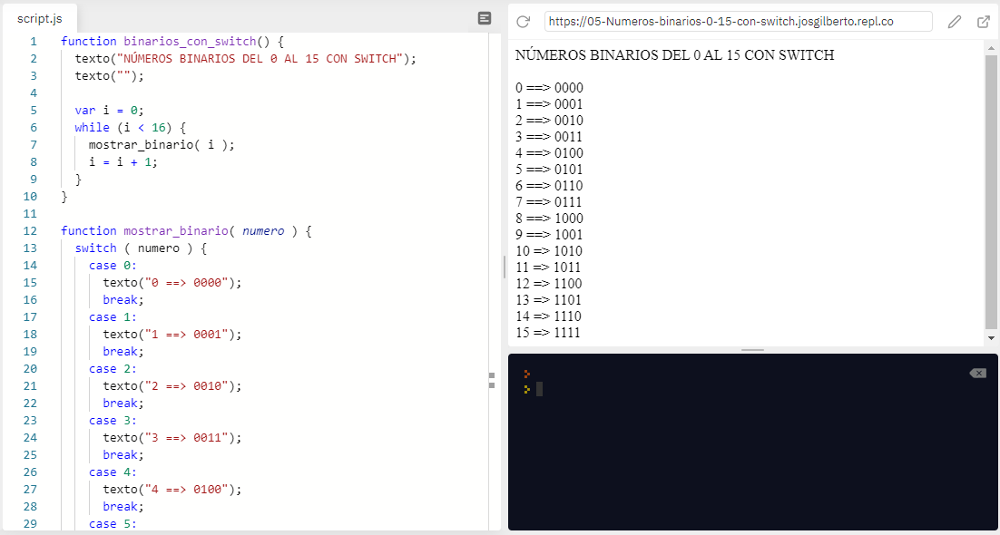 script.js
1 function binarios_con_switch() {
2 texto("NÚMEROS BINARIOS DEL 0 AL 15 CON SWITCH");
3 texto("");
4
5 var i = 0;
6 while (i < 16) {
7 mostrar_binario( i );
8 i = i + 1;
9 }
10 }
11
12 function mostrar_binario( numero ) {
13 switch ( numero ) {
14 case 0:
15 texto("0 ==> 0000");
16 break;
17 case 1:
18 texto("1 ==> 0001");
19 break;
20 case 2:
21 texto("2 ==> 0010");
22 break;
23 case 3:
24 texto("3 ==> 0011");
25 break;
26 case 4:
27 texto("4 ==> 0100");
28 break;
29 case 5:
https://05-Numeros-binarios-0-15-con-switch.josgilberto.repl.co
NÚMEROS BINARIOS DEL 0 AL 15 CON SWITCH
0 ==> 0000
1 ==> 0001
2 ==> 0010
3 ==> 0011
4 ==> 0100
5 ==> 0101
6 ==> 0110
7 ==> 0111
8 ==> 1000
9 ==> 1001
10 => 1010
11 => 1011
12 => 1100
13 => 1101
14 => 1110
15 => 1111
>
>